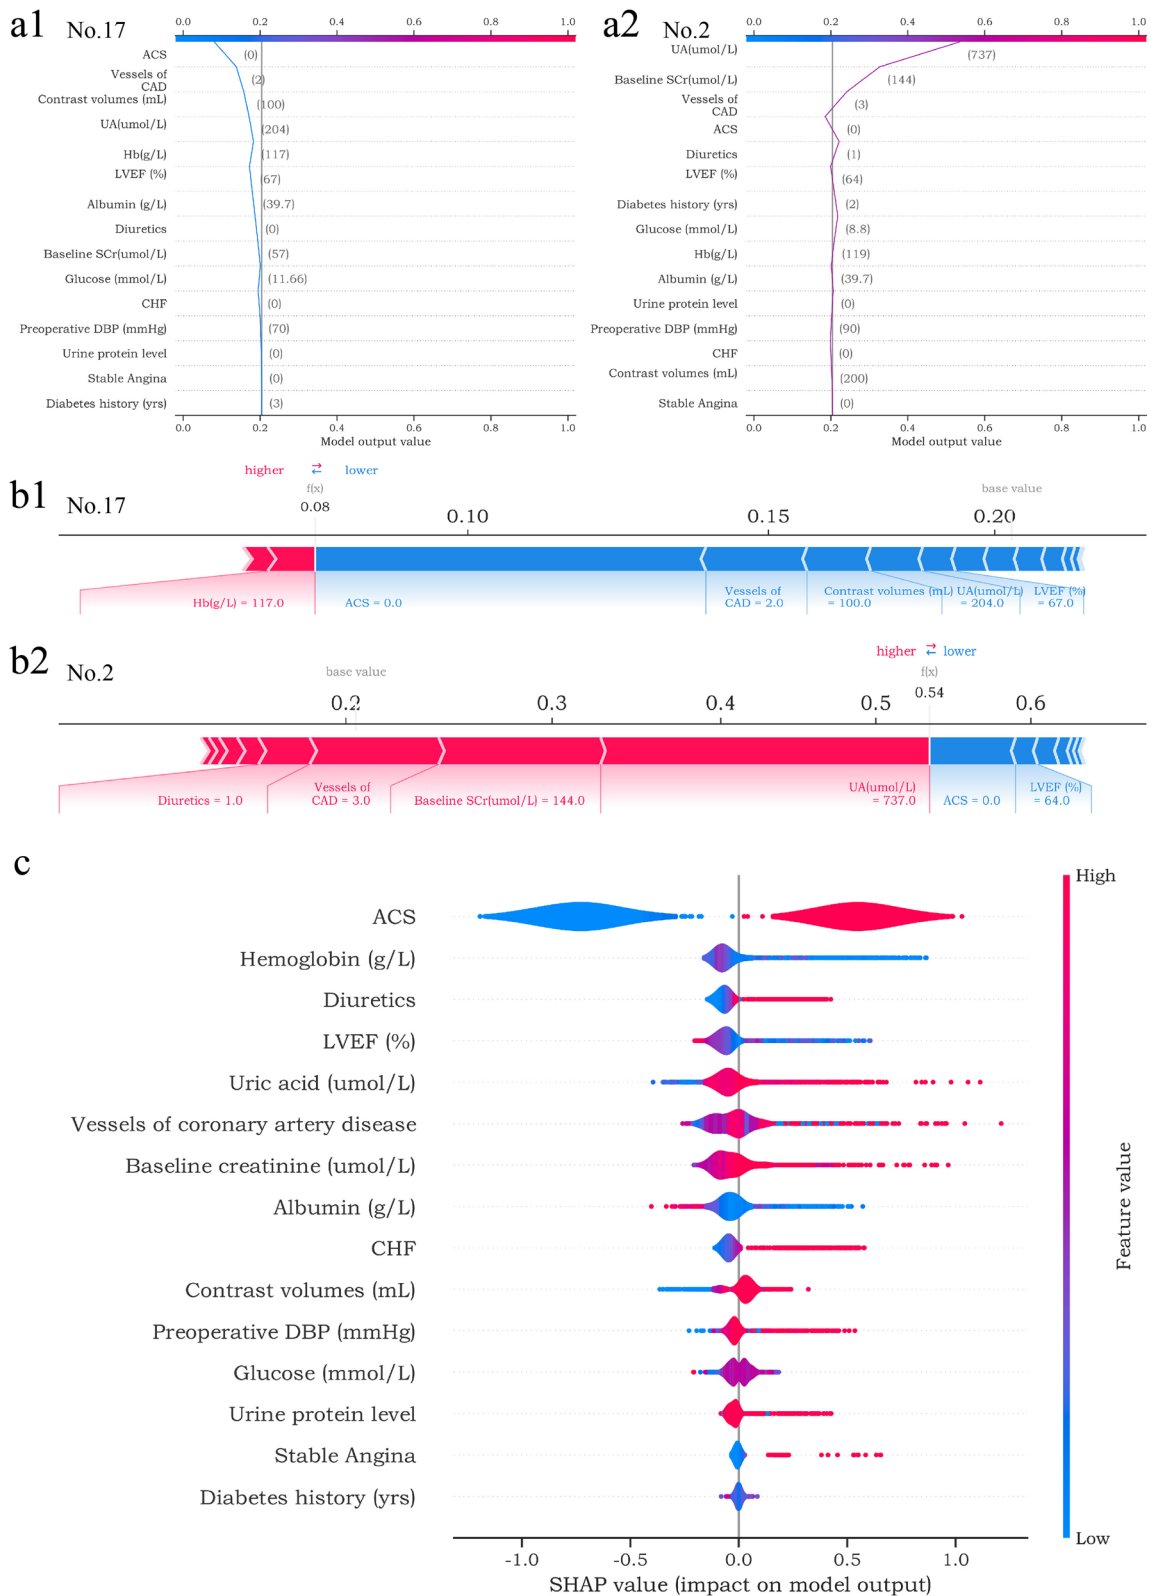 a1 No.17
0.0 0.2 0.4 0.6 0.8 1.0
ACS (0)
Vessels of
CAD (2)
Contrast volumes (mL) (100)
UA(umol/L) (204)
Hb(g/L) (117)
LVEF (%) (67)
Albumin (g/L) (39.7)
Diuretics (0)
Baseline SCr(umol/L) (57)
Glucose (mmol/L) (11.66)
CHF (0)
Preoperative DBP (mmHg) (70)
Urine protein level (0)
Stable Angina (0)
Diabetes history (yrs) (3)
0.0 0.2 0.4 0.6 0.8 1.0
Model output value
a2 No.2
0.0 0.2 0.4 0.6 0.8 1.0
UA(umol/L) (737)
Baseline SCr(umol/L) (144)
Vessels of
CAD (3)
ACS (0)
Diuretics (1)
LVEF (%) (64)
Diabetes history (yrs) (2)
Glucose (mmol/L) (8.8)
Hb(g/L) (119)
Albumin (g/L) (39.7)
Urine protein level (0)
Preoperative DBP (mmHg) (90)
CHF (0)
Contrast volumes (mL) (200)
Stable Angina (0)
0.0 0.2 0.4 0.6 0.8 1.0
Model output value
higher ⇄ lower
b1 No.17
f(x) base value
0.08 0.10 0.15 0.20
Hb(g/L) = 117.0 ACS = 0.0
Vessels of
CAD = 2.0
Contrast volumes (mL)
= 100.0
UA(umol/L)
= 204.0
LVEF (%)
= 67.0
higher ⇄ lower
b2 No.2
base value f(x)
0.2 0.3 0.4 0.5 0.54 0.6
Diuretics = 1.0
Vessels of
CAD = 3.0
Baseline SCr(umol/L) = 144.0
UA(umol/L)
= 737.0
ACS = 0.0
LVEF (%)
= 64.0
c
High
ACS
Hemoglobin (g/L)
Diuretics
LVEF (%)
Uric acid (umol/L)
Vessels of coronary artery disease
Baseline creatinine (umol/L)
Albumin (g/L)
CHF
Contrast volumes (mL)
Preoperative DBP (mmHg)
Glucose (mmol/L)
Urine protein level
Stable Angina
Diabetes history (yrs)
Feature value
Low
-1.0 -0.5 0.0 0.5 1.0
SHAP value (impact on model output)